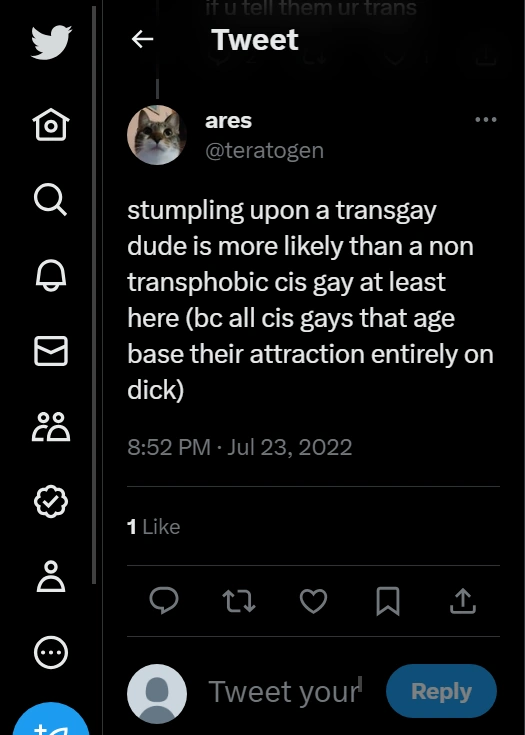 if u tell them ur trans
Tweet
ares
@teratogen
stumpling upon a transgay
dude is more likely than a non
transphobic cis gay at least
here (bc all cis gays that age
base their attraction entirely on
dick)
8:52 PM · Jul 23, 2022
1 Like
Tweet your
Reply